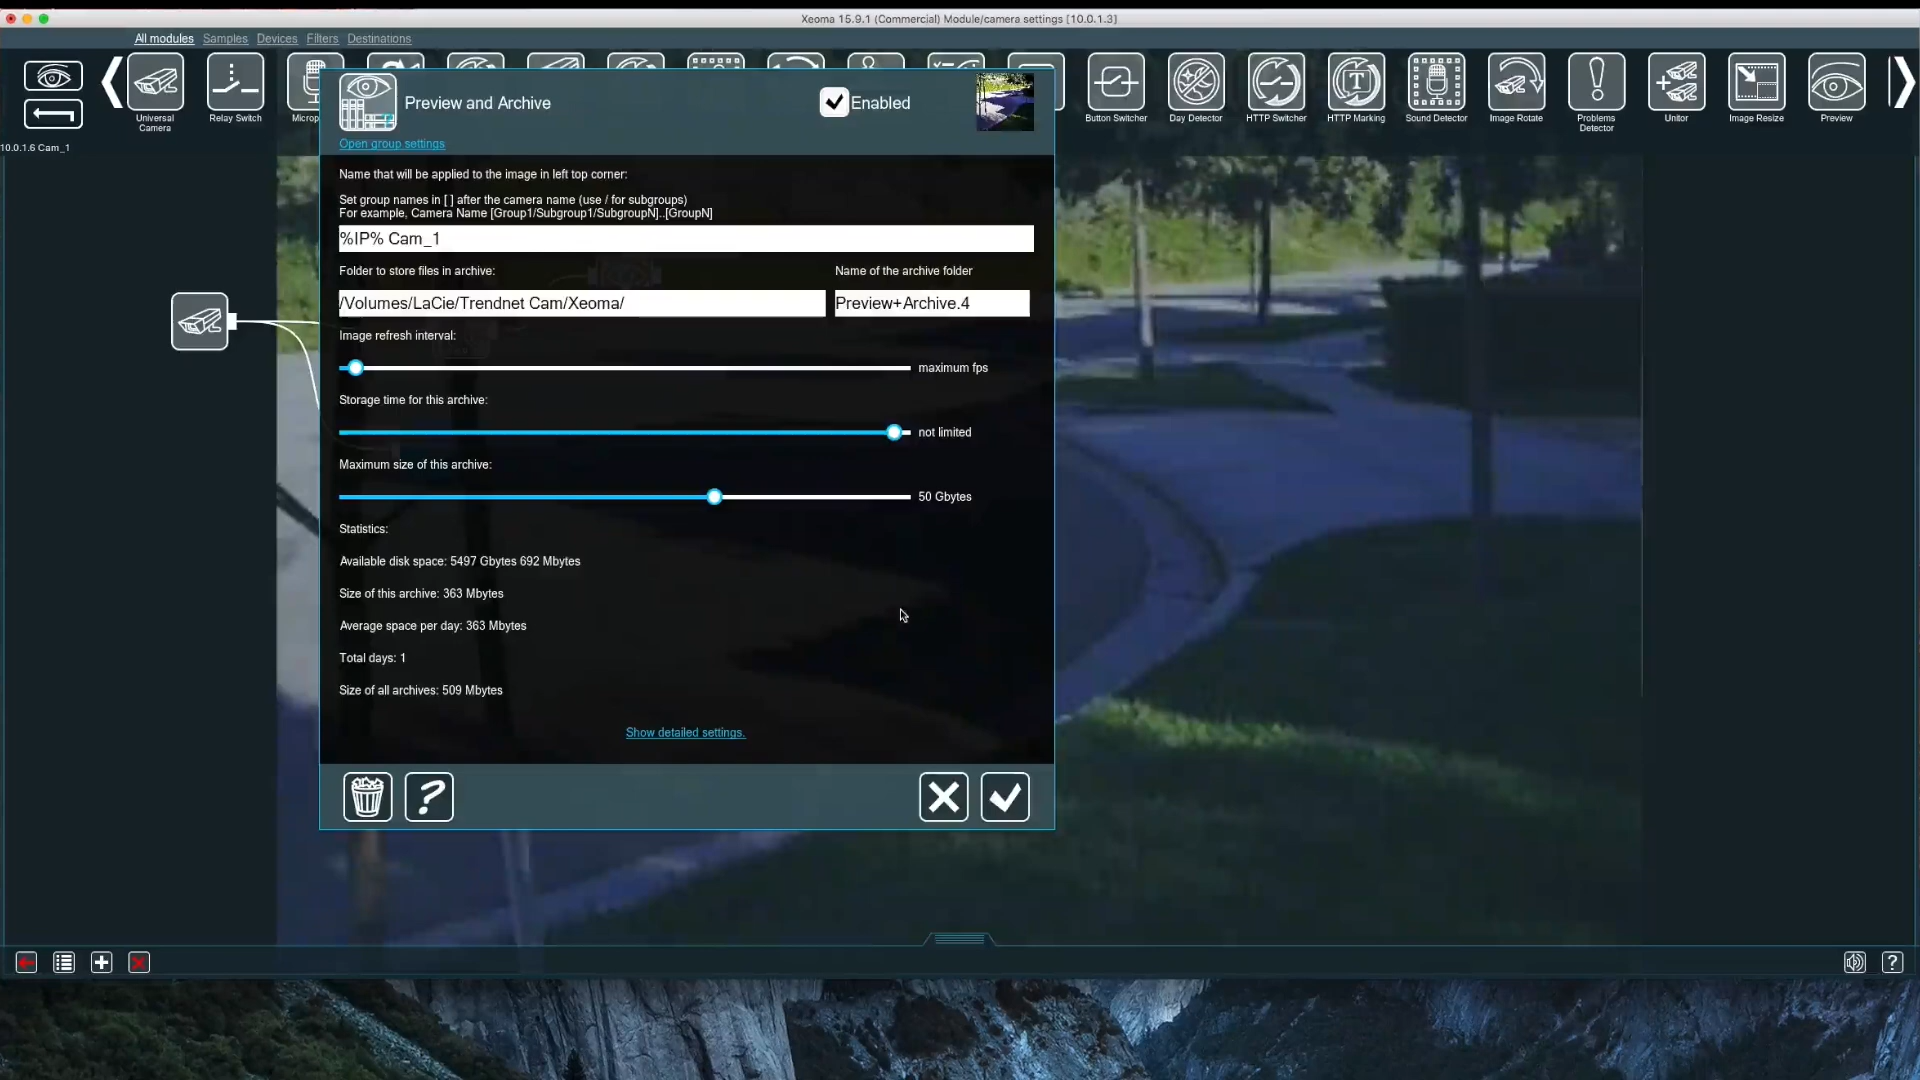 Xeoma 15.9.1 (Commercial) Module/camera settings [10.0.1.3]
All modules Samples Devices Filters Destinations
Universal Camera
Relay Switch
Button Switcher
Day Detector
HTTP Switcher
HTTP Marking
Sound Detector
Image Rotate
Problems Detector
Unitor
Image Resize
Preview
10.0.1.6 Cam_1
Preview and Archive
Enabled
Open group settings
Name that will be applied to the image in left top corner:
Set group names in [ ] after the camera name (use / for subgroups)
For example, Camera Name [Group1/Subgroup1/SubgroupN]..[GroupN]
%IP% Cam_1
Folder to store files in archive: Name of the archive folder
/Volumes/LaCie/Trendnet Cam/Xeoma/ Preview+Archive.4
Image refresh interval:
maximum fps
Storage time for this archive:
not limited
Maximum size of this archive:
50 Gbytes
Statistics:
Available disk space: 5497 Gbytes 692 Mbytes
Size of this archive: 363 Mbytes
Average space per day: 363 Mbytes
Total days: 1
Size of all archives: 509 Mbytes
Show detailed settings.